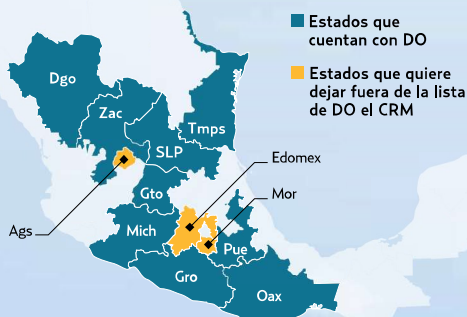 Estados que
cuentan con DO
Estados que quiere
dejar fuera de la lista
de DO el CRM
Dgo
Zac
Tmps
SLP
Edomex
Gto
Mor
Ags
Mich
Pue
Gro
Oax